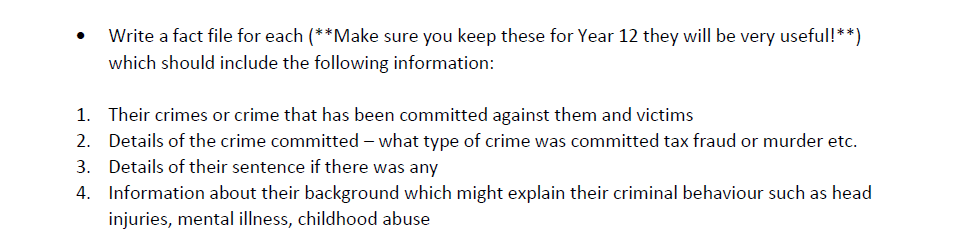 • Write a fact file for each (**Make sure you keep these for Year 12 they will be very useful!**)
which should include the following information:
1. Their crimes or crime that has been committed against them and victims
2. Details of the crime committed – what type of crime was committed tax fraud or murder etc.
3. Details of their sentence if there was any
4. Information about their background which might explain their criminal behaviour such as head
injuries, mental illness, childhood abuse